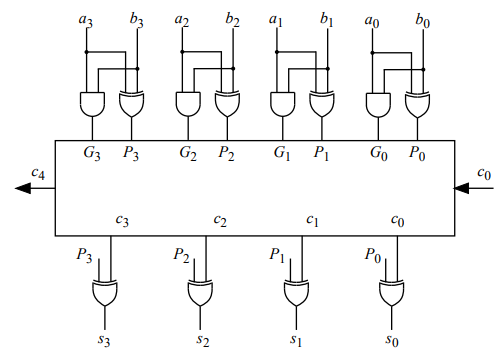 a3 b3 a2 b2 a1 b1 a0 b0
G3 P3 G2 P2 G1 P1 G0 P0
c4 c0
c3 c2 c1 c0
P3 P2 P1 P0
s3 s2 s1 s0